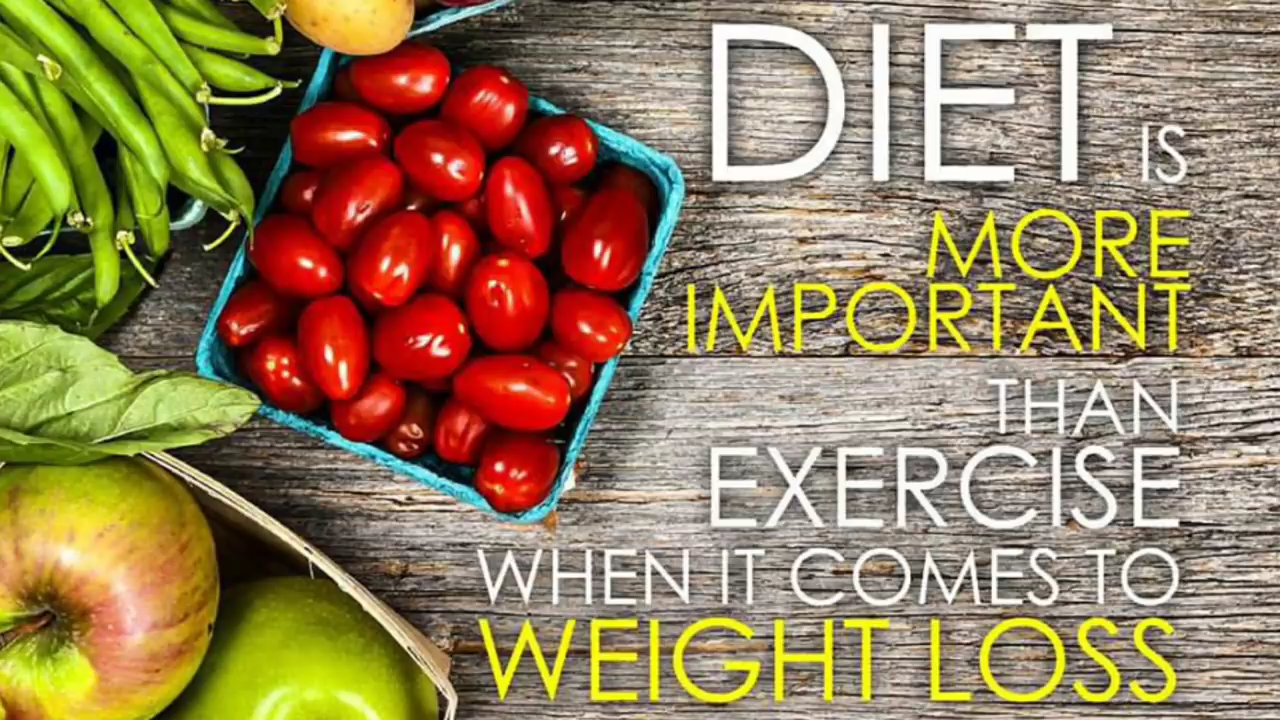 DIET IS
MORE
IMPORTANT
THAN
EXERCISE
WHEN IT COMES TO
WEIGHT LOSS